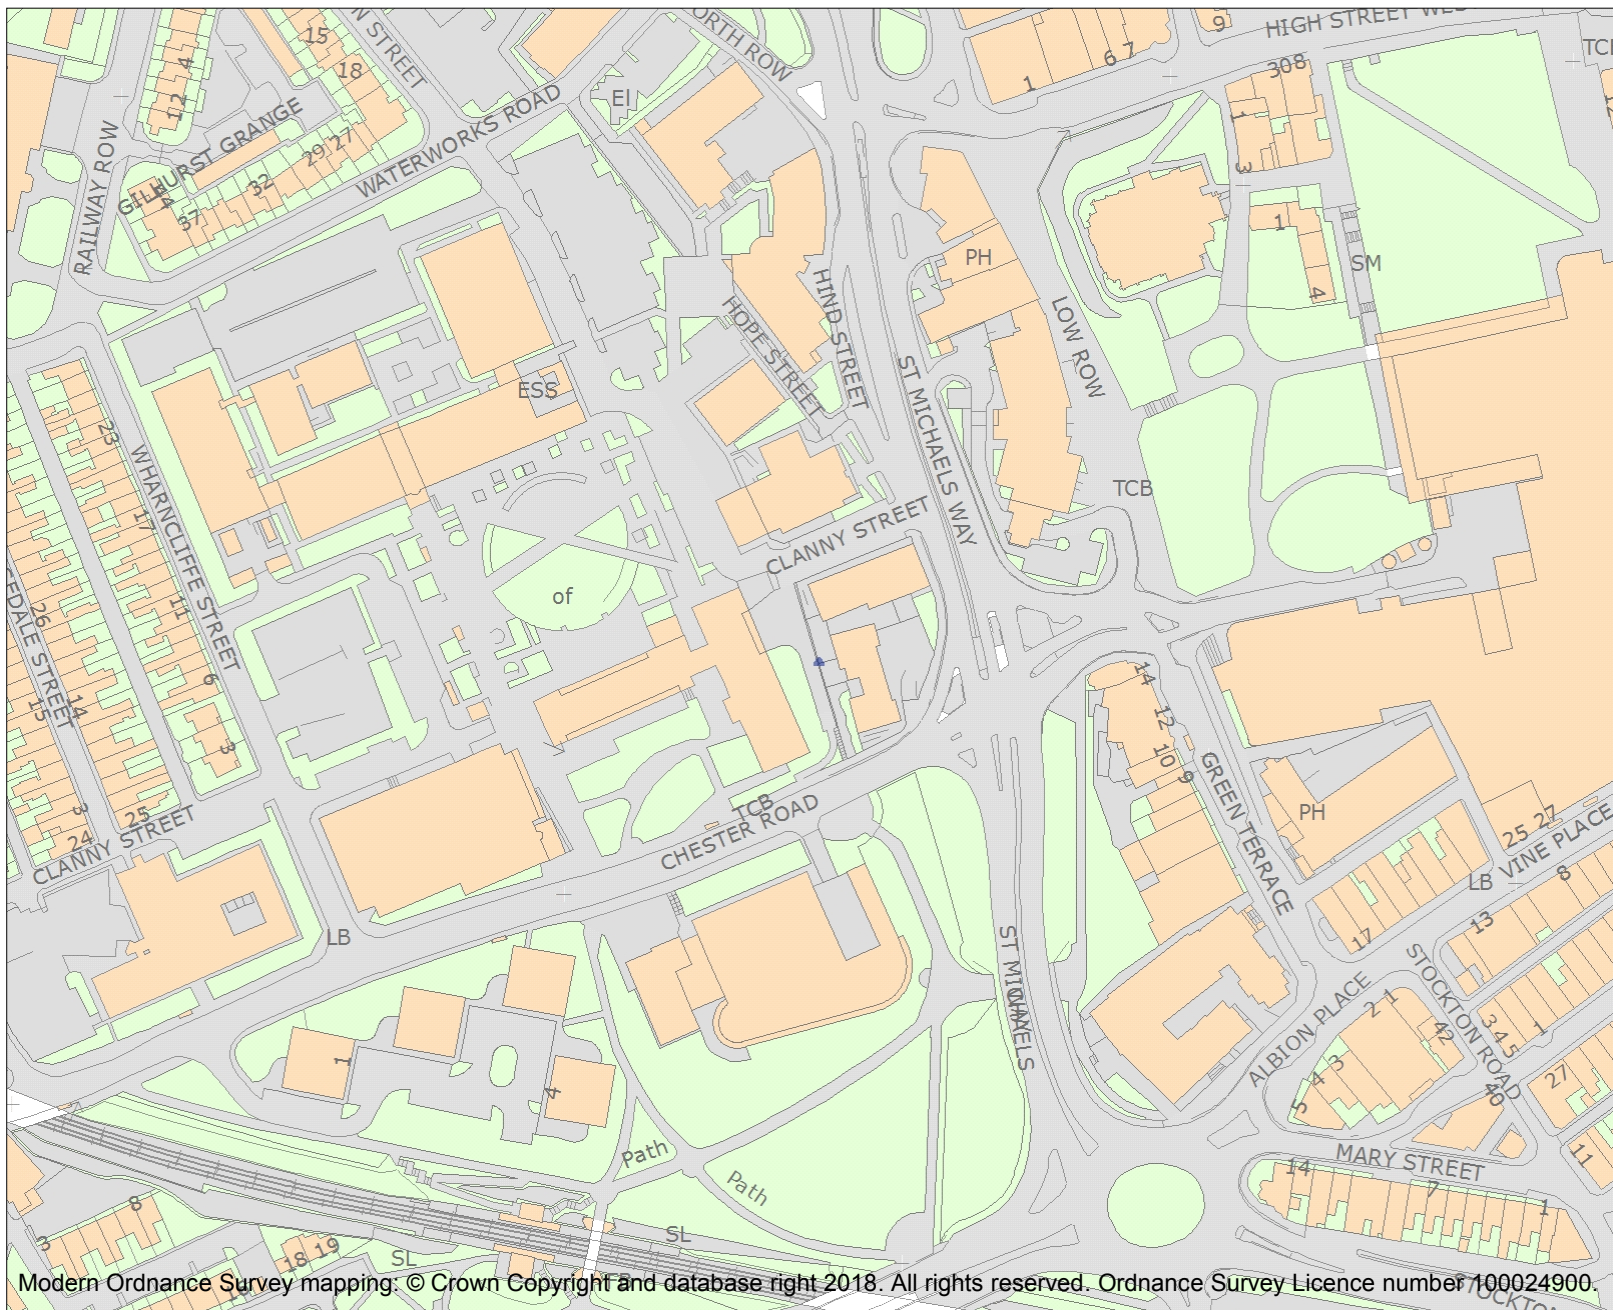 N STREET
ORTH ROW
HIGH STREET WEST
TCB
9
6 7
1
308
15
18
4
12
El
GILHURST GRANGE
WATERWORKS ROAD
RAILWAY ROW
29 27
32
37
1
3
PH
1
SM
4
HIND STREET
HOPE STREET
LOW ROW
ST MICHAELS WAY
ESS
23
WHARNCLIFFE STREET
17
TCB
CLANNY STREET
11
of
26
EDALE STREET
6
14
15
3
14
12
10
9
GREEN TERRACE
PH
3
25
24
CLANNY STREET
TCB
CHESTER ROAD
25 27
VINE PLACE
8
LB
13
17
LB
ST MICHAELS
WAY
STOCKTON ROAD
ALBION PLACE
2 1
42
3 4 5
1
3
4
5
27
40
11
1
4
Path
Path
MARY STREET
14
7
1
8
3
SL
18 19
SL
STOCKTO
Modern Ordnance Survey mapping: © Crown Copyright and database right 2018. All rights reserved. Ordnance Survey Licence number 100024900.